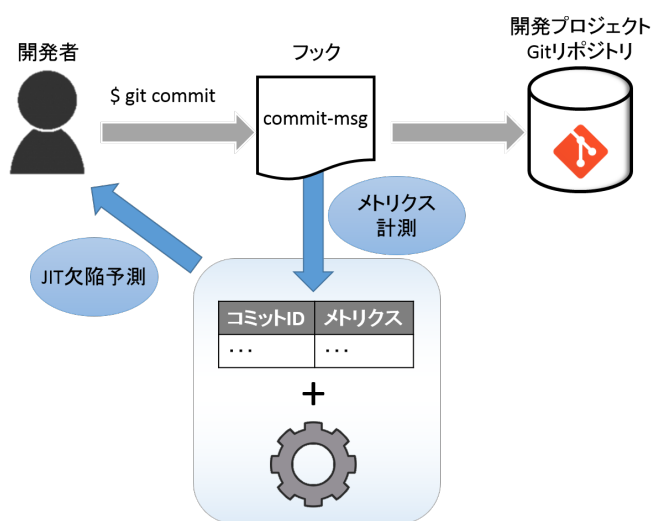 開発者
$ git commit
フック
commit-msg
開発プロジェクト
Gitリポジトリ
メトリクス
計測
JIT欠陥予測
コミットID メトリクス
... ...
+